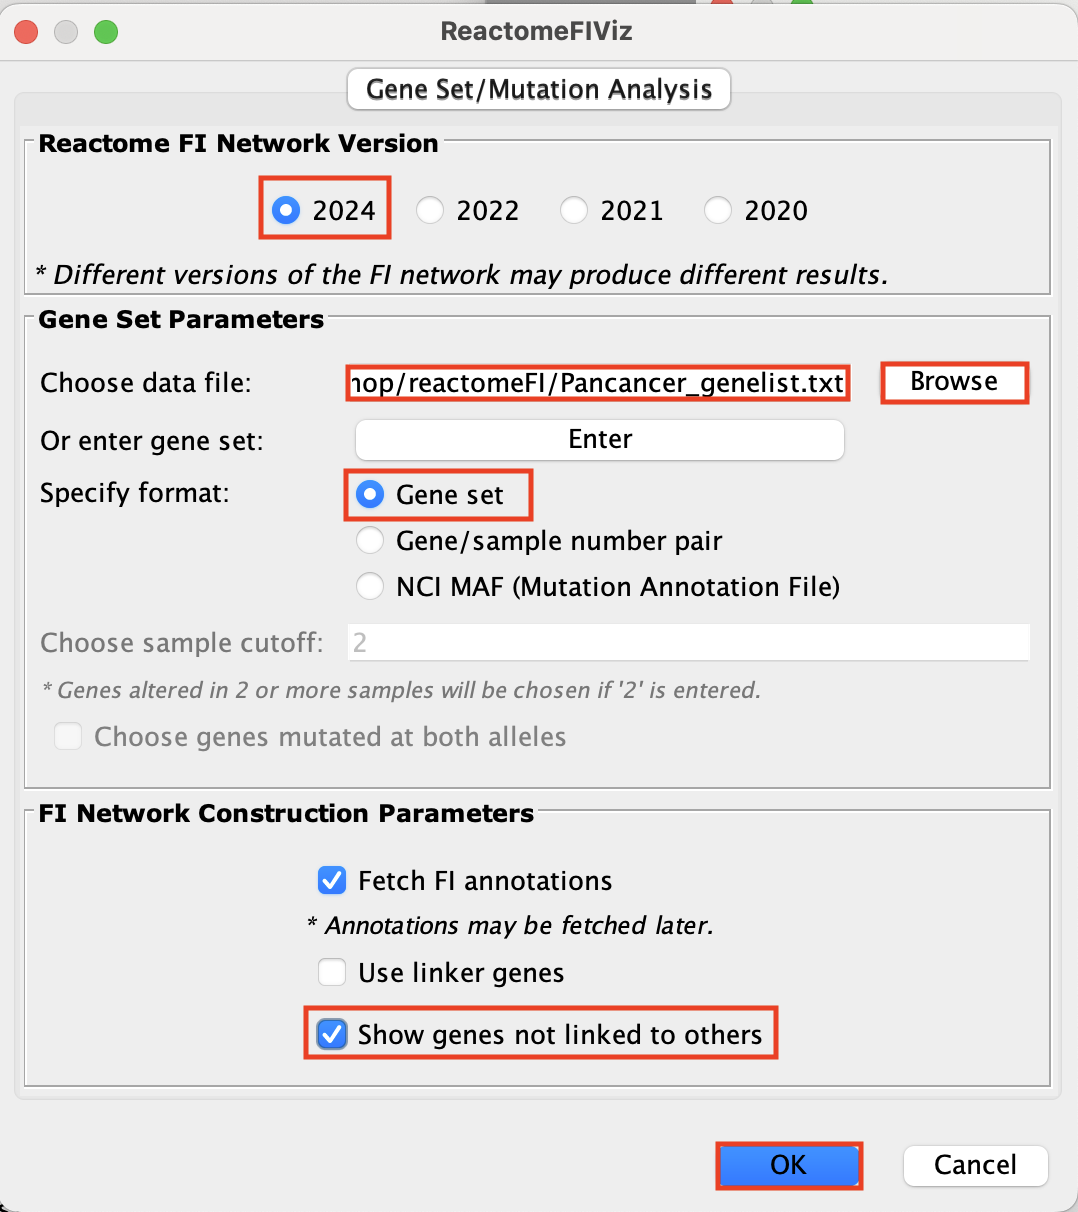 ReactomeFIViz
Gene Set/Mutation Analysis
Reactome FI Network Version
2024 2022 2021 2020
* Different versions of the FI network may produce different results.
Gene Set Parameters
Choose data file: hop/reactomeFI/Pancancer_genelist.txt Browse
Or enter gene set: Enter
Specify format: Gene set
Gene/sample number pair
NCI MAF (Mutation Annotation File)
Choose sample cutoff: 2
* Genes altered in 2 or more samples will be chosen if '2' is entered.
Choose genes mutated at both alleles
FI Network Construction Parameters
Fetch FI annotations
* Annotations may be fetched later.
Use linker genes
Show genes not linked to others
OK Cancel